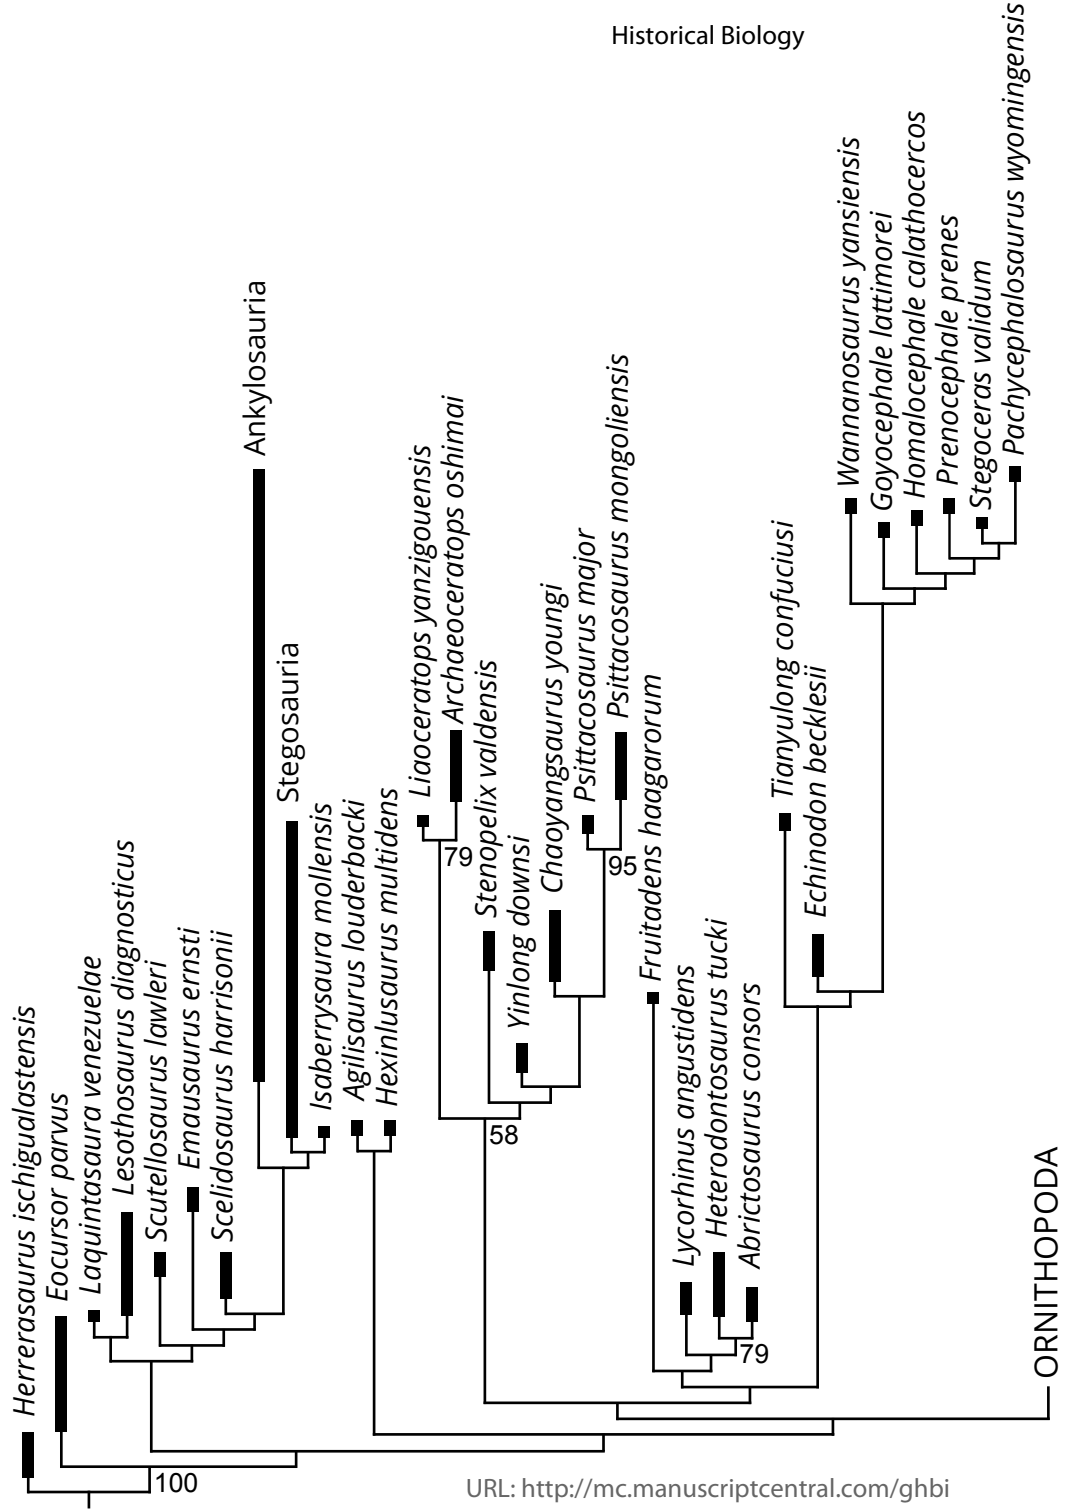 Historical Biology
Herrerasaurus ischigualastensis
Eocursor parvus
Laquintasaura venezuelae
Lesothosaurus diagnosticus
Scutellosaurus lawleri
Emausaurus ernsti
Scelidosaurus harrisonii
Ankylosauria
Stegosauria
Isaberrysaura mollensis
Agilisaurus louderbacki
Hexinlusaurus multidens
Liaoceratops yanzigouensis
Archaeoceratops oshimai
79
Stenopelix valdensis
Yinlong downsi
Chaoyangsaurus youngi
Psittacosaurus major
Psittacosaurus mongoliensis
95
58
Fruitadens haagarorum
Lycorhinus angustidens
Heterodontosaurus tucki
Abrictosaurus consors
79
Tianyulong confuciusi
Echinodon becklesii
Wannanosaurus yansiensis
Goyocephale lattimorei
Homalocephale calathocercos
Prenocephale prenes
Stegoceras validum
Pachycephalosaurus wyomingensis
ORNITHOPODA
100
URL: http://mc.manuscriptcentral.com/ghbi